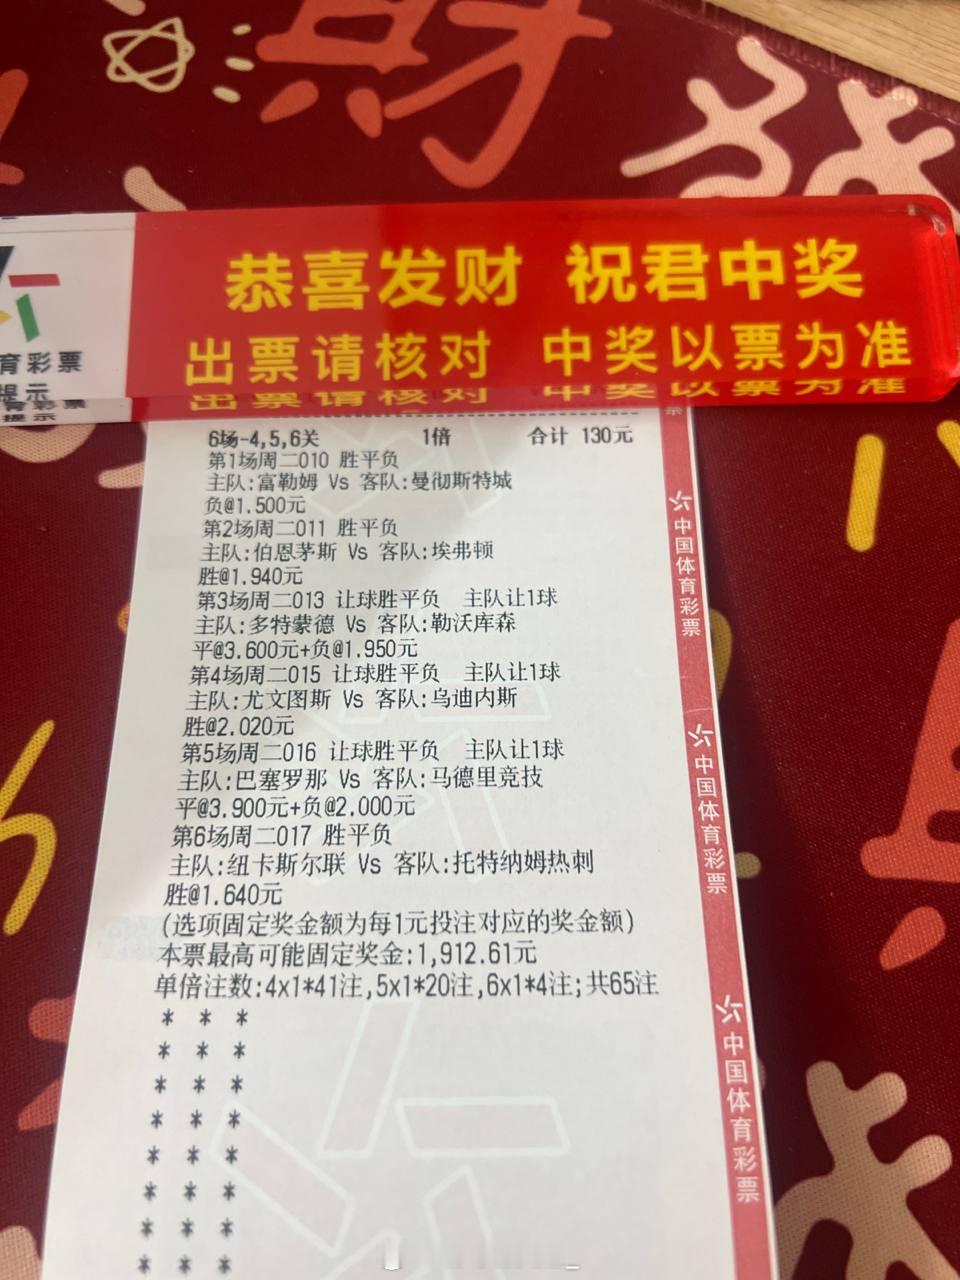 財
恭喜发财 祝君中奖
出票请核对 中奖以票为准
育彩票
提示
6场-4,5,6关 1倍 合计 130元
第1场周二010 胜平负
主队:富勒姆 Vs 客队:曼彻斯特城
负@1.500元
第2场周二011 胜平负
主队:伯恩茅斯 Vs 客队:埃弗顿
胜@1.940元
第3场周二013 让球胜平负 主队让1球
主队:多特蒙德 Vs 客队:勒沃库森
平@3.600元+负@1.950元
第4场周二015 让球胜平负 主队让1球
主队:尤文图斯 Vs 客队:乌迪内斯
胜@2.020元
第5场周二016 让球胜平负 主队让1球
主队:巴塞罗那 Vs 客队:马德里竞技
平@3.900元+负@2.000元
第6场周二017 胜平负
主队:纽卡斯尔联 Vs 客队:托特纳姆热刺
胜@1.640元
(选项固定奖金额为每1元投注对应的奖金额)
本票最高可能固定奖金:1,912.61元
单倍注数:4x1*41注,5x1*20注,6x1*4注;共65注
* * *
* * *
* * *
* * *
* * *
* * *
* * *
* * *
中国体育彩票
中国体育彩票
中国体育彩票